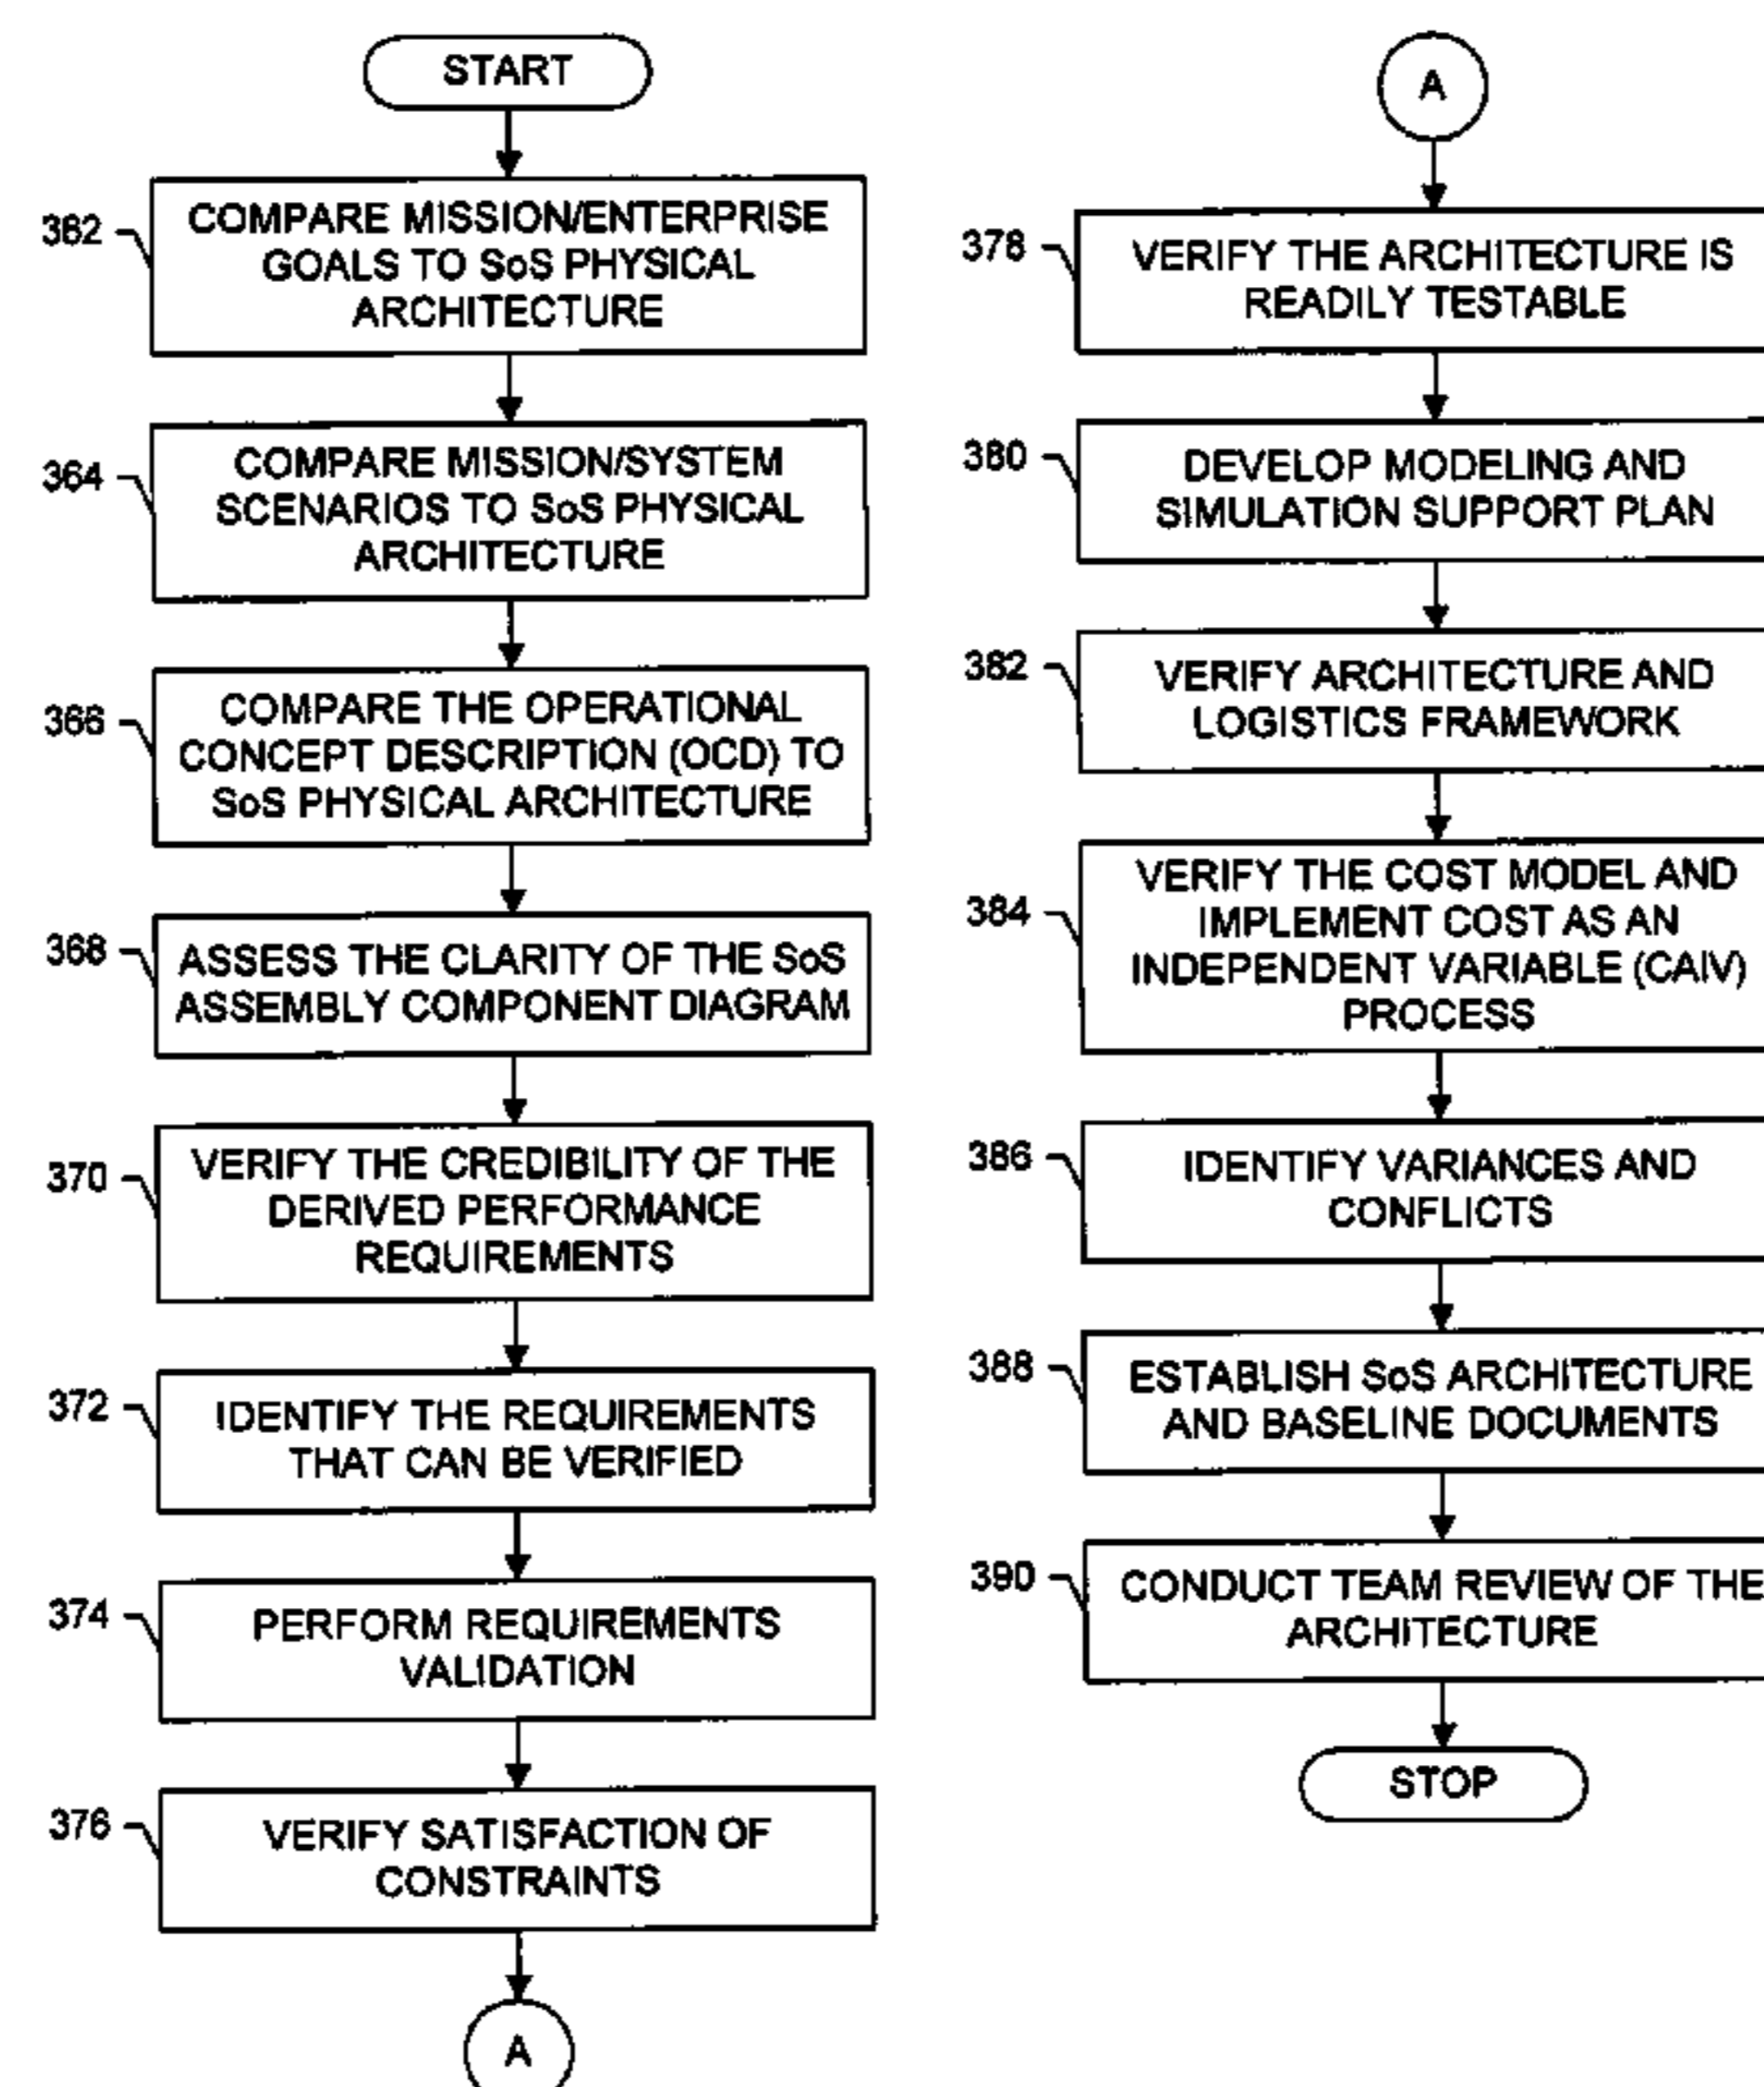 START
362
COMPARE MISSION/ENTERPRISE
GOALS TO SoS PHYSICAL
ARCHITECTURE
364
COMPARE MISSION/SYSTEM
SCENARIOS TO SoS PHYSICAL
ARCHITECTURE
366
COMPARE THE OPERATIONAL
CONCEPT DESCRIPTION (OCD) TO
SoS PHYSICAL ARCHITECTURE
368
ASSESS THE CLARITY OF THE SoS
ASSEMBLY COMPONENT DIAGRAM
370
VERIFY THE CREDIBILITY OF THE
DERIVED PERFORMANCE
REQUIREMENTS
372
IDENTIFY THE REQUIREMENTS
THAT CAN BE VERIFIED
374
PERFORM REQUIREMENTS
VALIDATION
376
VERIFY SATISFACTION OF
CONSTRAINTS
A
A
378
VERIFY THE ARCHITECTURE IS
READILY TESTABLE
380
DEVELOP MODELING AND
SIMULATION SUPPORT PLAN
382
VERIFY ARCHITECTURE AND
LOGISTICS FRAMEWORK
384
VERIFY THE COST MODEL AND
IMPLEMENT COST AS AN
INDEPENDENT VARIABLE (CAIV)
PROCESS
386
IDENTIFY VARIANCES AND
CONFLICTS
388
ESTABLISH SoS ARCHITECTURE
AND BASELINE DOCUMENTS
390
CONDUCT TEAM REVIEW OF THE
ARCHITECTURE
STOP